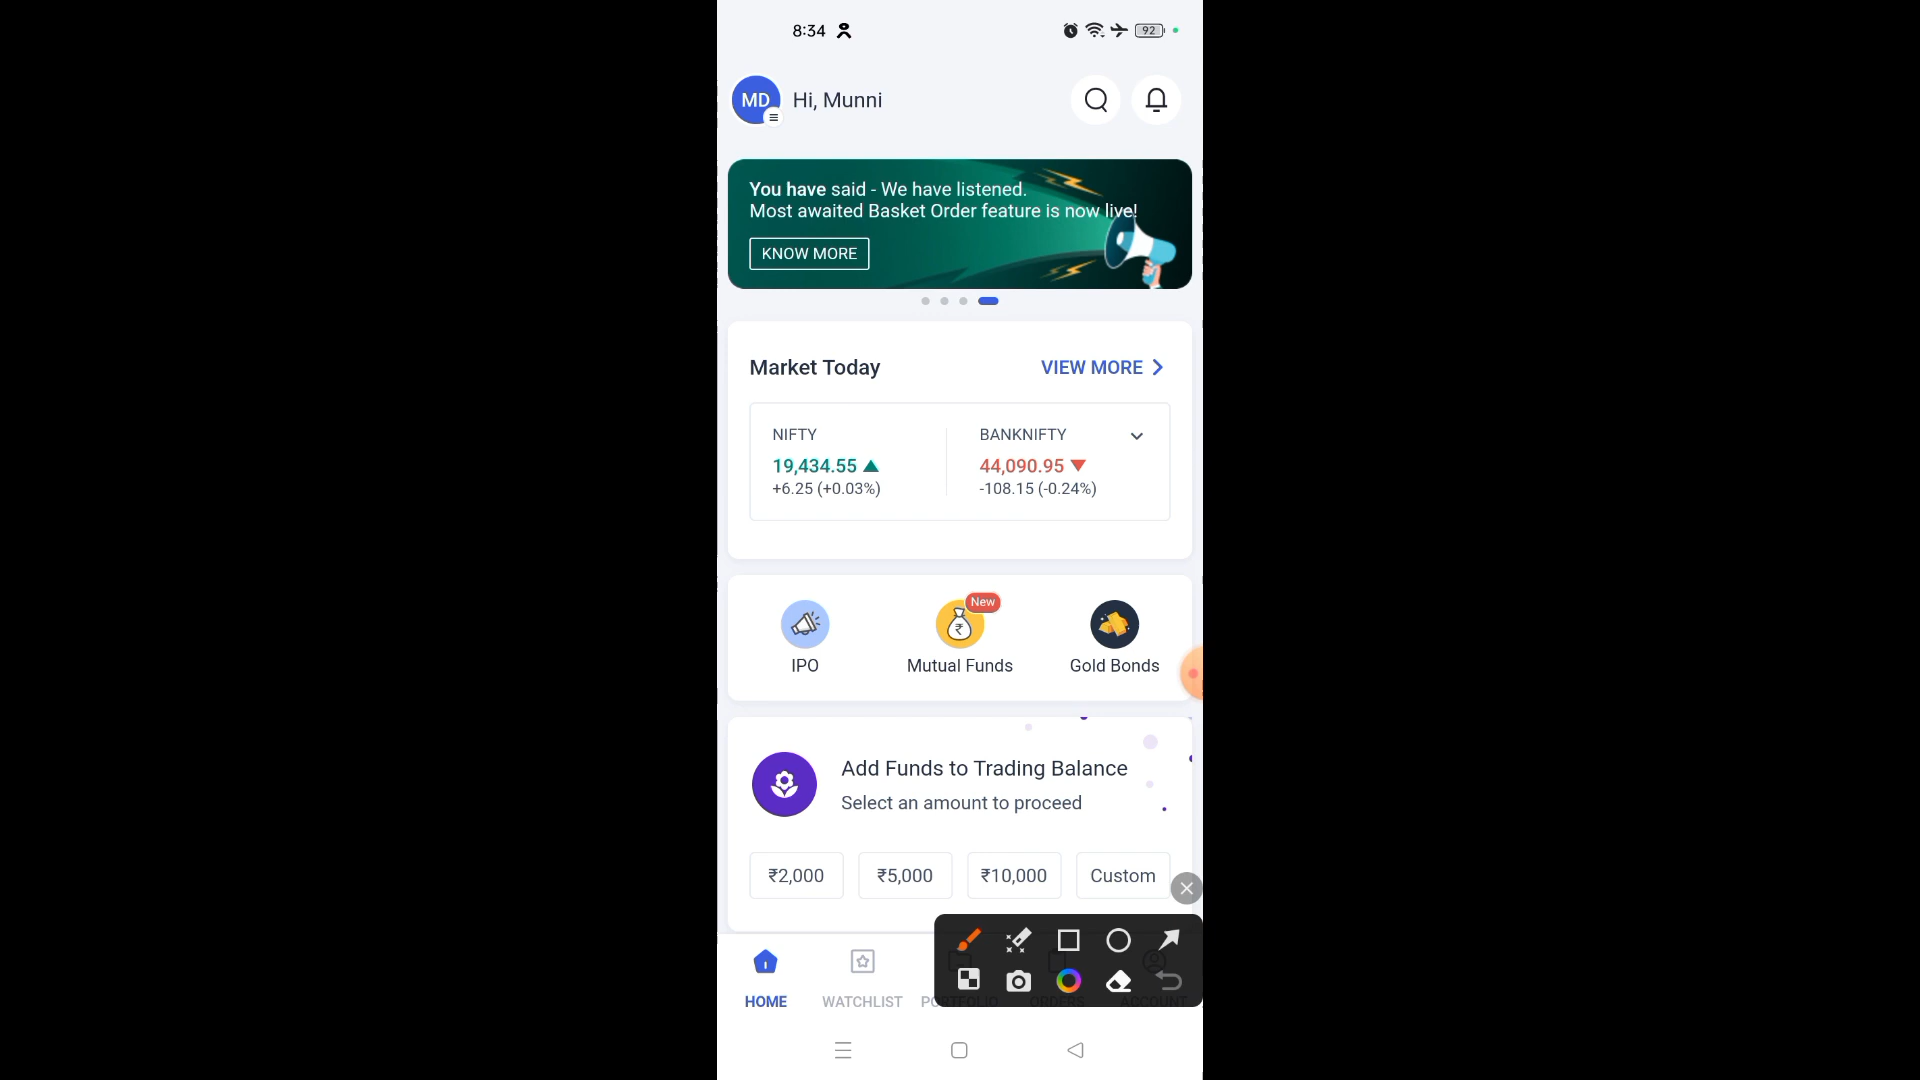 8:34
92
MD
Hi, Munni
You have said - We have listened.
Most awaited Basket Order feature is now live!
KNOW MORE
Market Today
VIEW MORE
NIFTY
19,434.55
+6.25 (+0.03%)
BANKNIFTY
44,090.95
-108.15 (-0.24%)
New
IPO
Mutual Funds
Gold Bonds
Add Funds to Trading Balance
Select an amount to proceed
₹2,000
₹5,000
₹10,000
Custom
HOME
WATCHLIST
PORTFOLIO
ORDERS
ACCOUNT